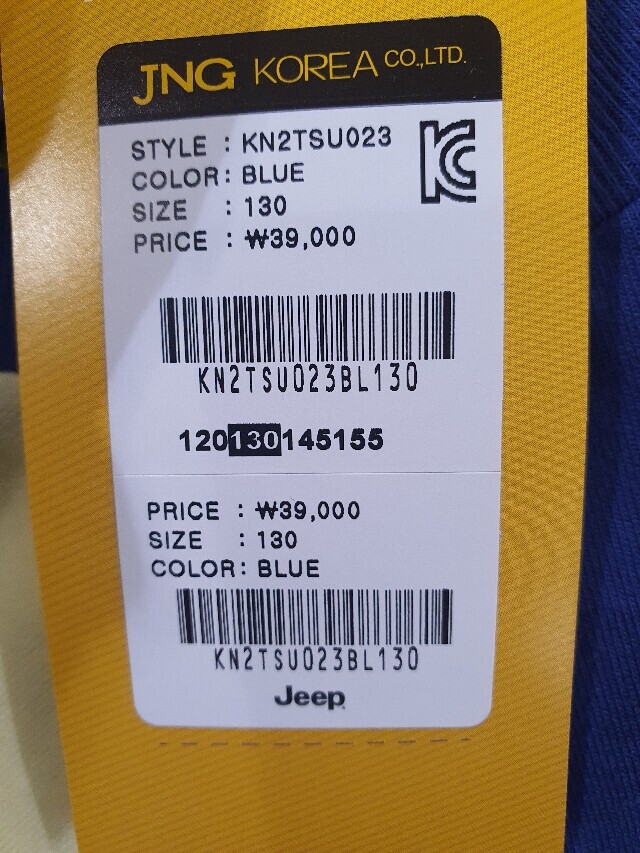 JNG KOREA CO.,LTD.
STYLE : KN2TSU023
COLOR: BLUE
SIZE : 130
PRICE : ₩39,000
KN2TSU023BL130
120130145155
PRICE : ₩39,000
SIZE : 130
COLOR: BLUE
KN2TSU023BL130
Jeep